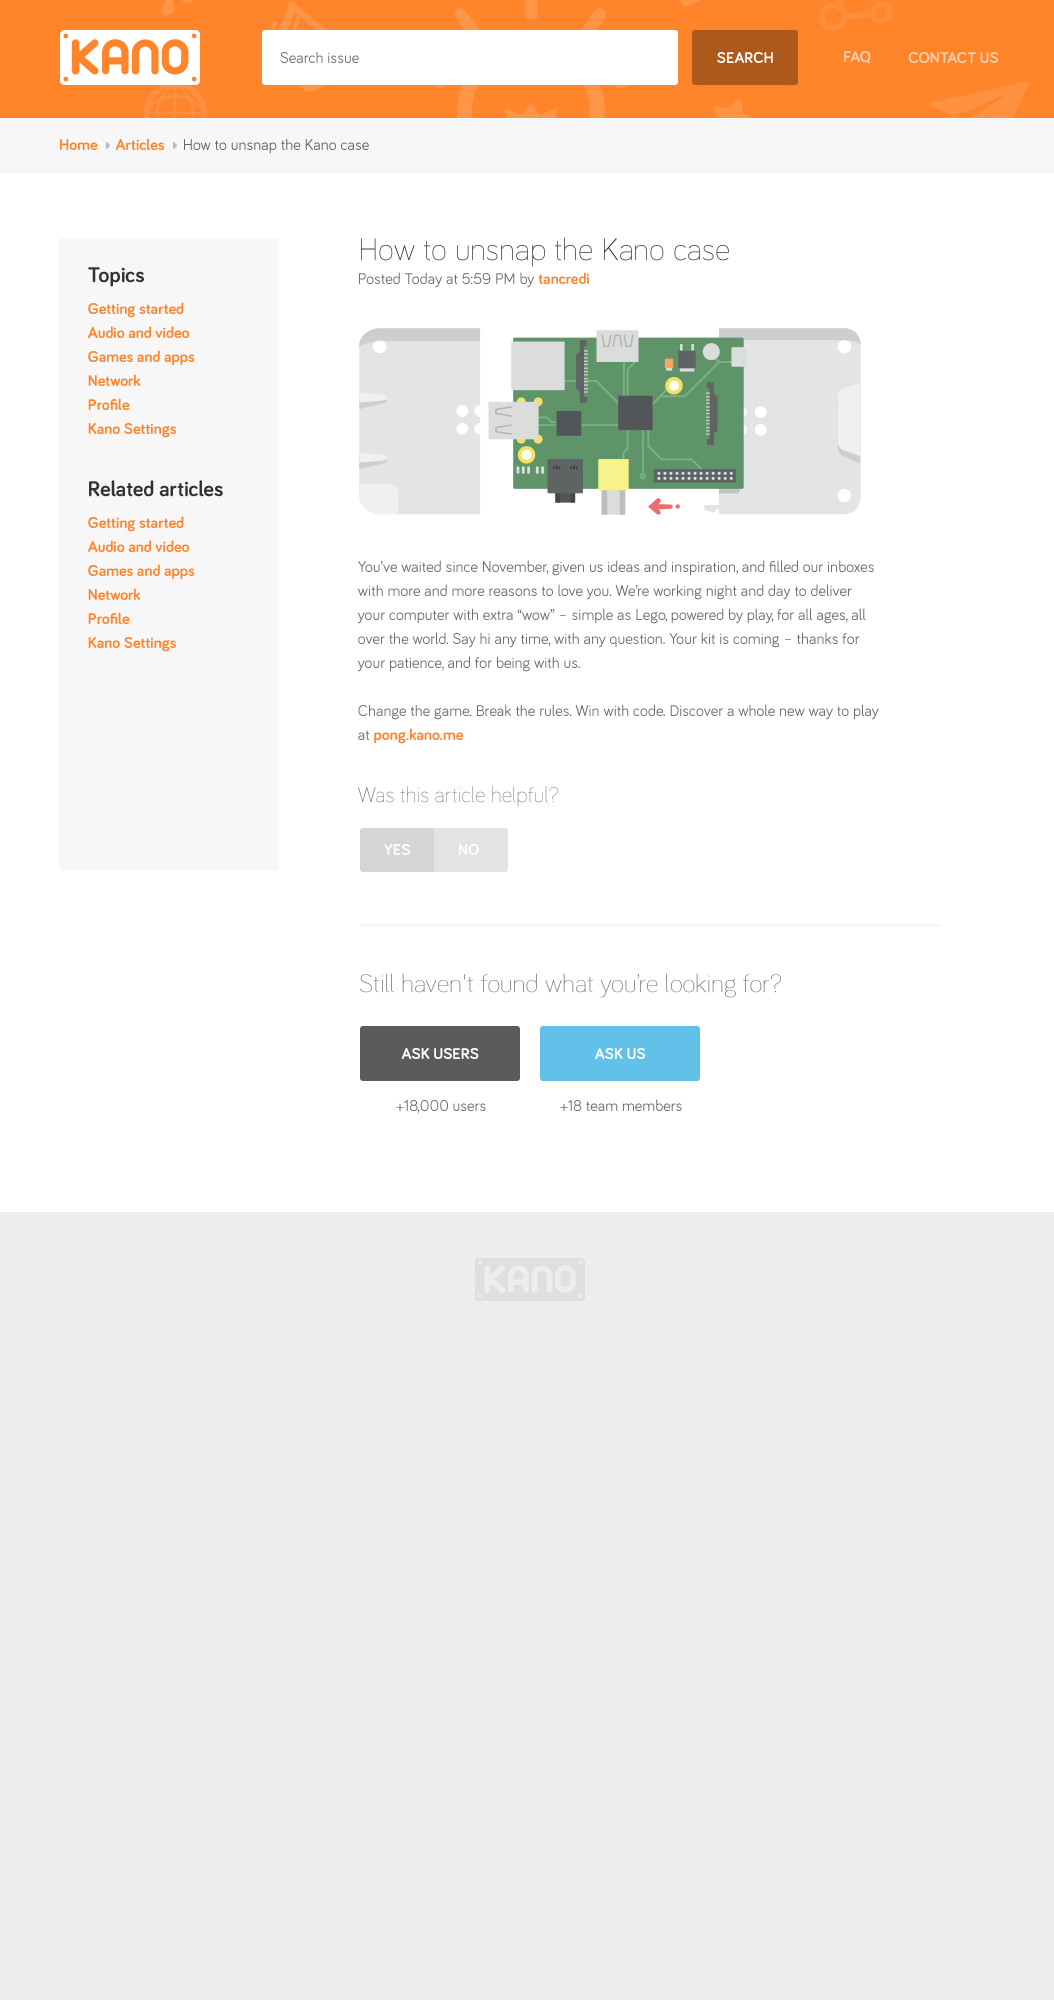 KANO
Search issue
SEARCH
FAQ
CONTACT US
Home
Articles
How to unsnap the Kano case
Topics
Getting started
Audio and video
Games and apps
Network
Profile
Kano Settings
Related articles
Getting started
Audio and video
Games and apps
Network
Profile
Kano Settings
How to unsnap the Kano case
Posted Today at 5:59 PM by tancredi
You’ve waited since November, given us ideas and inspiration, and filled our inboxes
with more and more reasons to love you. We’re working night and day to deliver
your computer with extra “wow” – simple as Lego, powered by play, for all ages, all
over the world. Say hi any time, with any question. Your kit is coming – thanks for
your patience, and for being with us.
Change the game. Break the rules. Win with code. Discover a whole new way to play
at pong.kano.me
Was this article helpful?
YES
NO
Still haven't found what you’re looking for?
ASK USERS
ASK US
+18,000 users
+18 team members
KANO